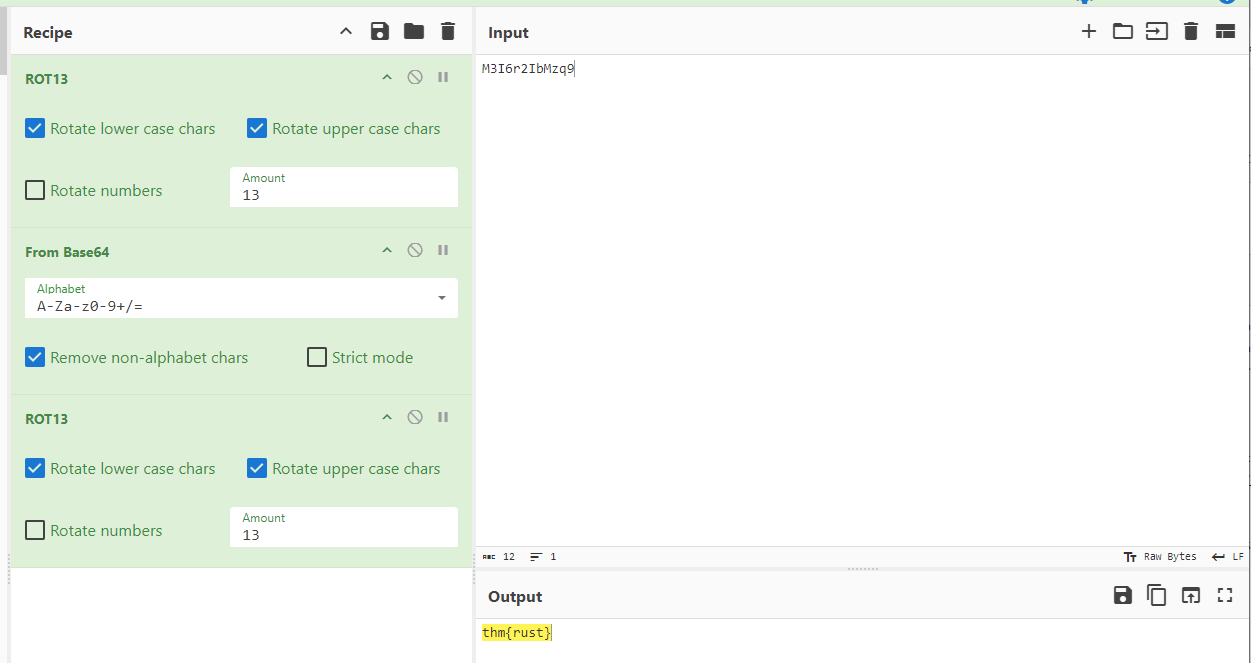 Recipe
ROT13
Rotate lower case chars Rotate upper case chars
Rotate numbers
Amount
13
From Base64
Alphabet
A-Za-z0-9+/=
Remove non-alphabet chars Strict mode
ROT13
Rotate lower case chars Rotate upper case chars
Rotate numbers
Amount
13
Input
M3I6r2IbMzq9
ABC 12 1
Tт Raw Bytes LF
Output
thm{rust}